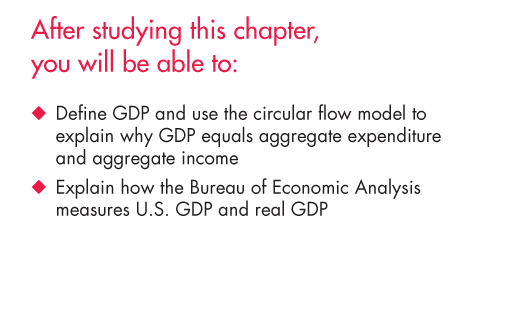 After studying this chapter,
you will be able to:
◆ Define GDP and use the circular flow model to
explain why GDP equals aggregate expenditure
and aggregate income
◆ Explain how the Bureau of Economic Analysis
measures U.S. GDP and real GDP